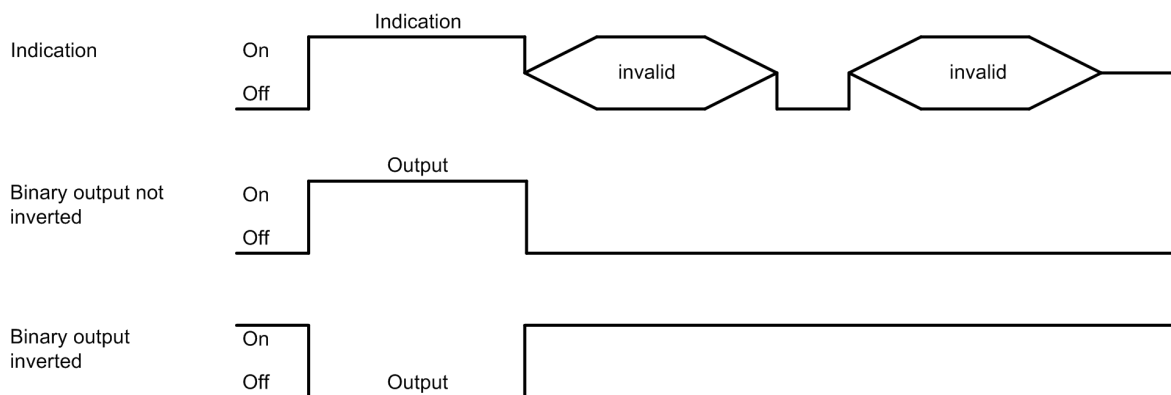 Indication
Indication
On
Off
invalid
invalid
Output
Binary output not
inverted
On
Off
Binary output
inverted
On
Off
Output